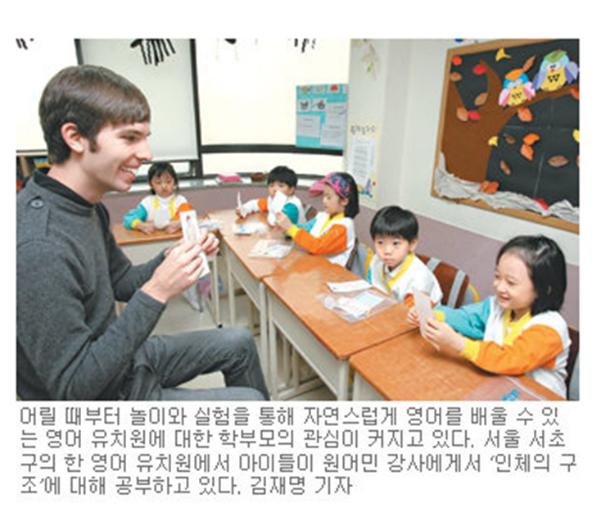 어릴 때부터 놀이와 실험을 통해 자연스럽게 영어를 배울 수 있
는 영어 유치원에 대한 학부모의 관심이 커지고 있다. 서울 서초
구의 한 영어 유치원에서 아이들이 원어민 강사에게서 ‘인체의 구
조’에 대해 공부하고 있다. 김재명 기자